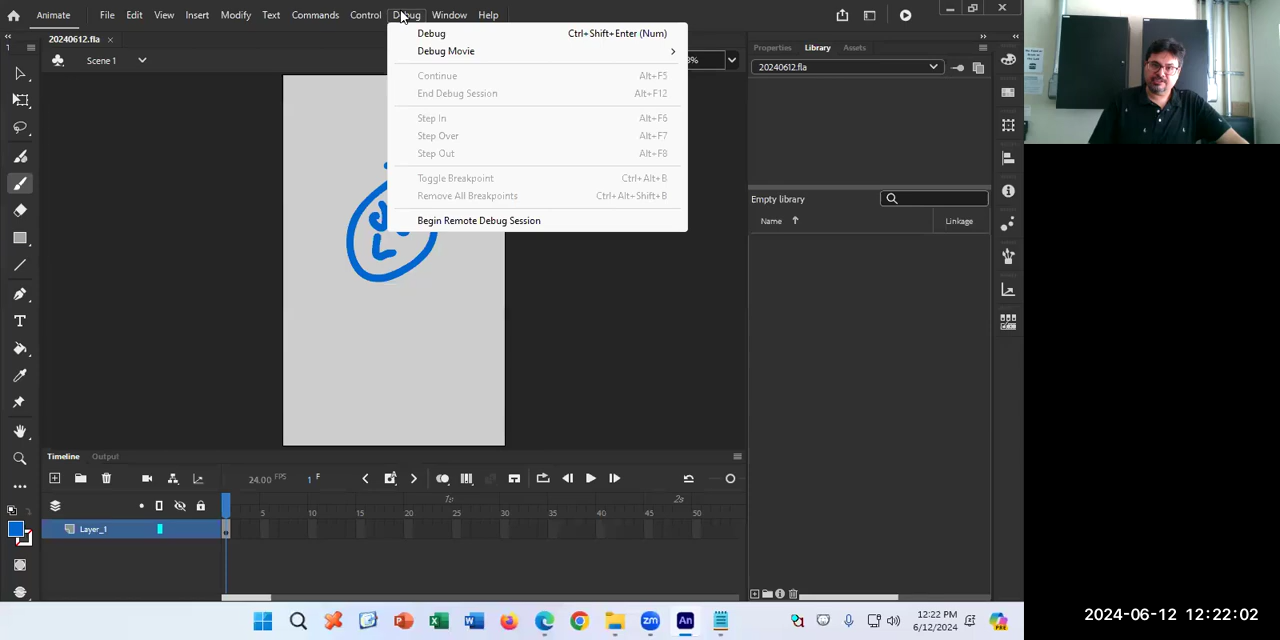 Animate File Edit View Insert Modify Text Commands Control Debug Window Help
20240612.fla ×
Scene 1
Debug Ctrl+Shift+Enter (Num)
Debug Movie
Continue Alt+F5
End Debug Session Alt+F12
Step In Alt+F6
Step Over Alt+F7
Step Out Alt+F8
Toggle Breakpoint Ctrl+Alt+B
Remove All Breakpoints Ctrl+Alt+Shift+B
Begin Remote Debug Session
Properties Library Assets
20240612.fla
Empty library
Name Linkage
Timeline Output
24.00 FPS 1 F
1s 2s
5 10 15 20 25 30 35 40 45 50
Layer_1
12:22 PM
6/12/2024
2024-06-12 12:22:02